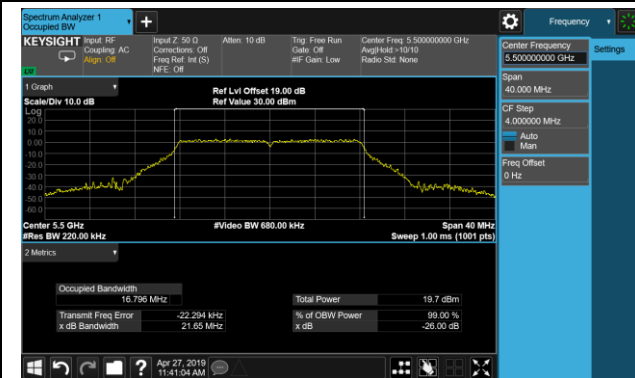 Spectrum Analyzer 1
Occupied BW
+
Frequency
KEYSIGHT
Input: RF
Coupling: AC
Align: Off
Input Z: 50 Ω
Corrections: Off
Freq Ref: Int (S)
NFE: Off
Atten: 10 dB
Trig: Free Run
Gate: Off
#IF Gain: Low
Center Freq: 5.500000000 GHz
Avg|Hold:>10/10
Radio Std: None
Center Frequency
5.500000000 GHz
Settings
Span
40.000 MHz
CF Step
4.000000 MHz
Auto
Man
Freq Offset
0 Hz
1 Graph
Scale/Div 10.0 dB
Ref Lvl Offset 19.00 dB
Ref Value 30.00 dBm
Log
20.0
10.0
0.00
-10.0
-20.0
-30.0
-40.0
-50.0
-60.0
Center 5.5 GHz
#Res BW 220.00 kHz
#Video BW 680.00 kHz
Span 40 MHz
Sweep 1.00 ms (1001 pts)
2 Metrics
Occupied Bandwidth
16.796 MHz
Total Power 19.7 dBm
Transmit Freq Error -22.294 kHz
% of OBW Power 99.00 %
x dB Bandwidth 21.65 MHz
x dB -26.00 dB
?
Apr 27, 2019
11:41:04 AM